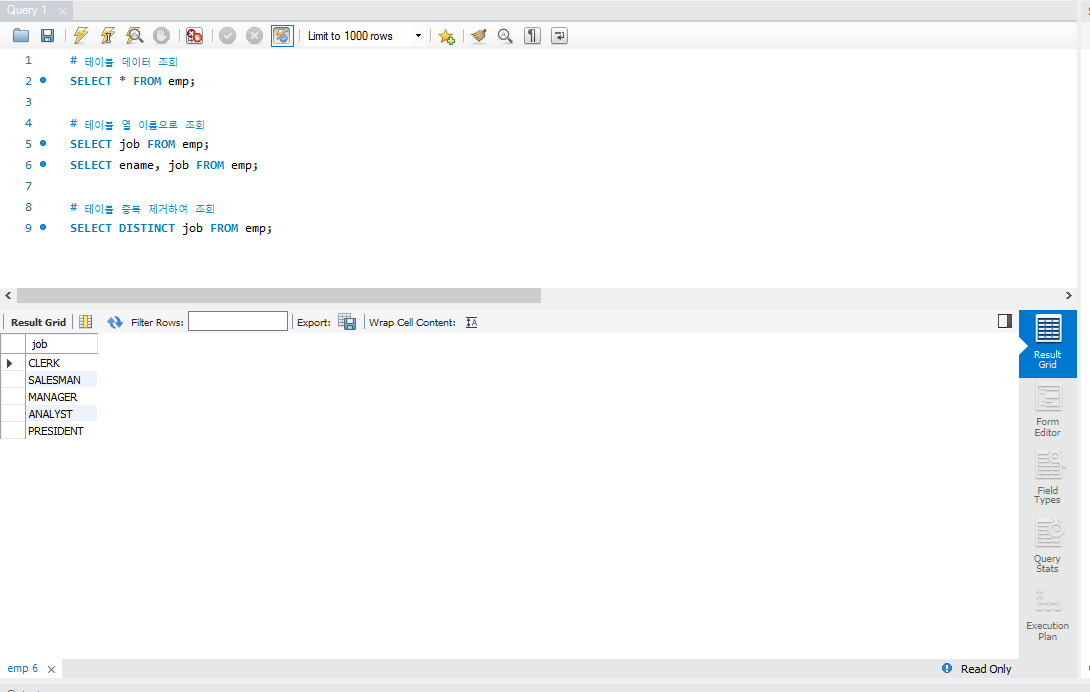 Query 1
Limit to 1000 rows
1 # 테이블 데이터 조회
2 SELECT * FROM emp;
3
4 # 테이블 열 이름으로 조회
5 SELECT job FROM emp;
6 SELECT ename, job FROM emp;
7
8 # 테이블 중복 제거하여 조회
9 SELECT DISTINCT job FROM emp;
Result Grid Filter Rows: Export: Wrap Cell Content:
job
CLERK
SALESMAN
MANAGER
ANALYST
PRESIDENT
Result
Grid
Form
Editor
Field
Types
Query
Stats
Execution
Plan
emp 6
Read Only